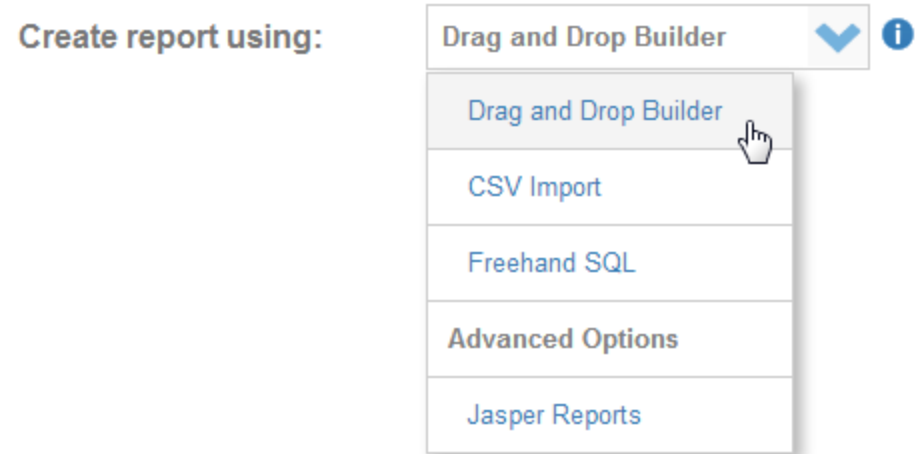 Create report using: Drag and Drop Builder
Drag and Drop Builder
CSV Import
Freehand SQL
Advanced Options
Jasper Reports